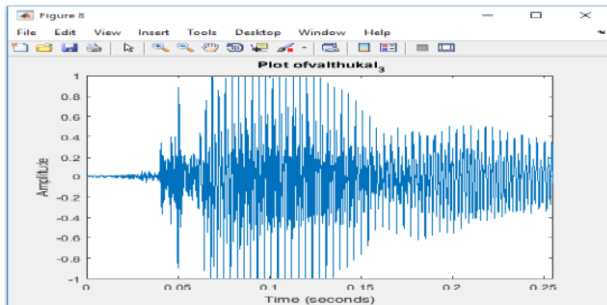 Figure 8
File Edit View Insert Tools Desktop Window Help
Plot ofvalthukal3
1
0.8
0.6
0.4
0.2
0
-0.2
-0.4
-0.6
-0.8
-1
Amplitude
0 0.05 0.1 0.15 0.2 0.25
Time (seconds)